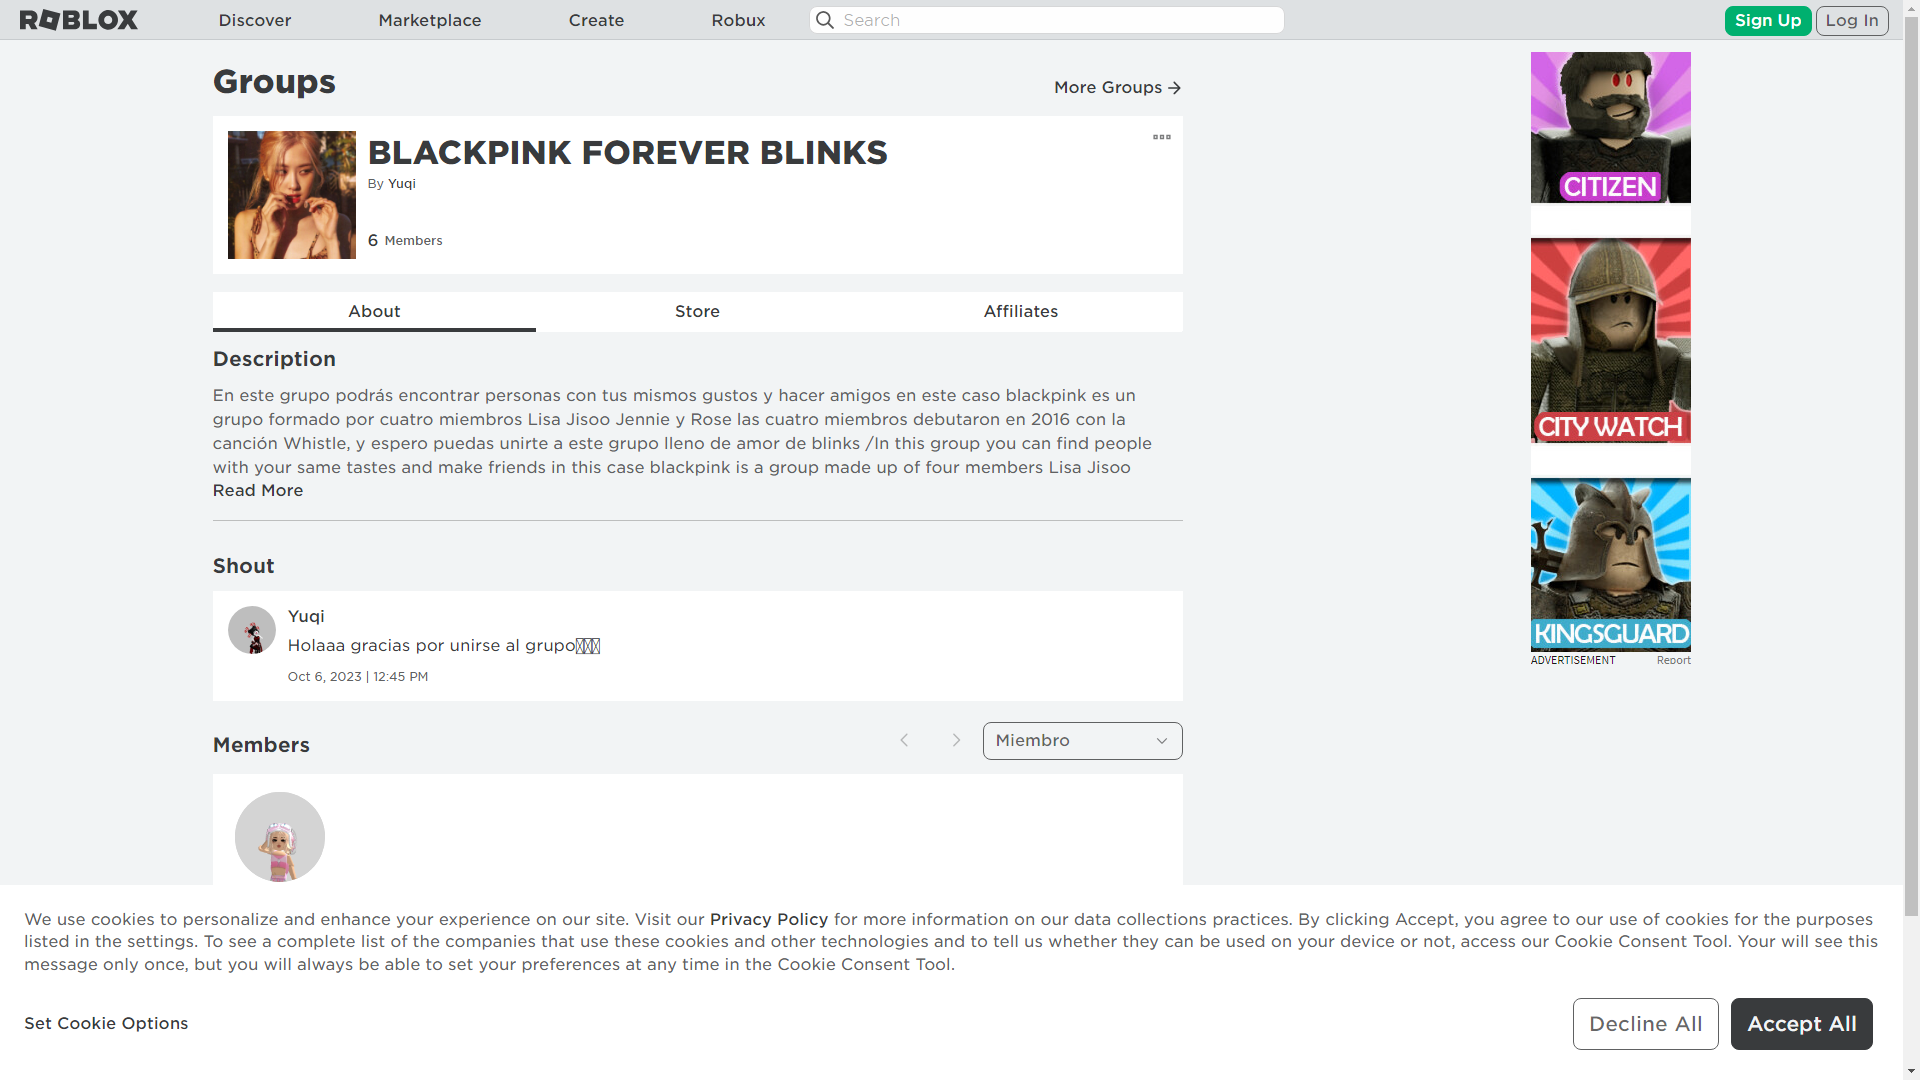 ROBLOX Discover Marketplace Create Robux Search Sign Up Log In
Groups
More Groups
BLACKPINK FOREVER BLINKS
By Yuqi
6 Members
About Store Affiliates
Description
En este grupo podrás encontrar personas con tus mismos gustos y hacer amigos en este caso blackpink es un
grupo formado por cuatro miembros Lisa Jisoo Jennie y Rose las cuatro miembros debutaron en 2016 con la
canción Whistle, y espero puedas unirte a este grupo lleno de amor de blinks /In this group you can find people
with your same tastes and make friends in this case blackpink is a group made up of four members Lisa Jisoo
Read More
Shout
Yuqi
Holaaa gracias por unirse al grupo
Oct 6, 2023 | 12:45 PM
Members
Miembro
CITIZEN
CITY WATCH
KINGSGUARD
ADVERTISEMENT Report
We use cookies to personalize and enhance your experience on our site. Visit our Privacy Policy for more information on our data collections practices. By clicking Accept, you agree to our use of cookies for the purposes
listed in the settings. To see a complete list of the companies that use these cookies and other technologies and to tell us whether they can be used on your device or not, access our Cookie Consent Tool. Your will see this
message only once, but you will always be able to set your preferences at any time in the Cookie Consent Tool.
Set Cookie Options
Decline All
Accept All